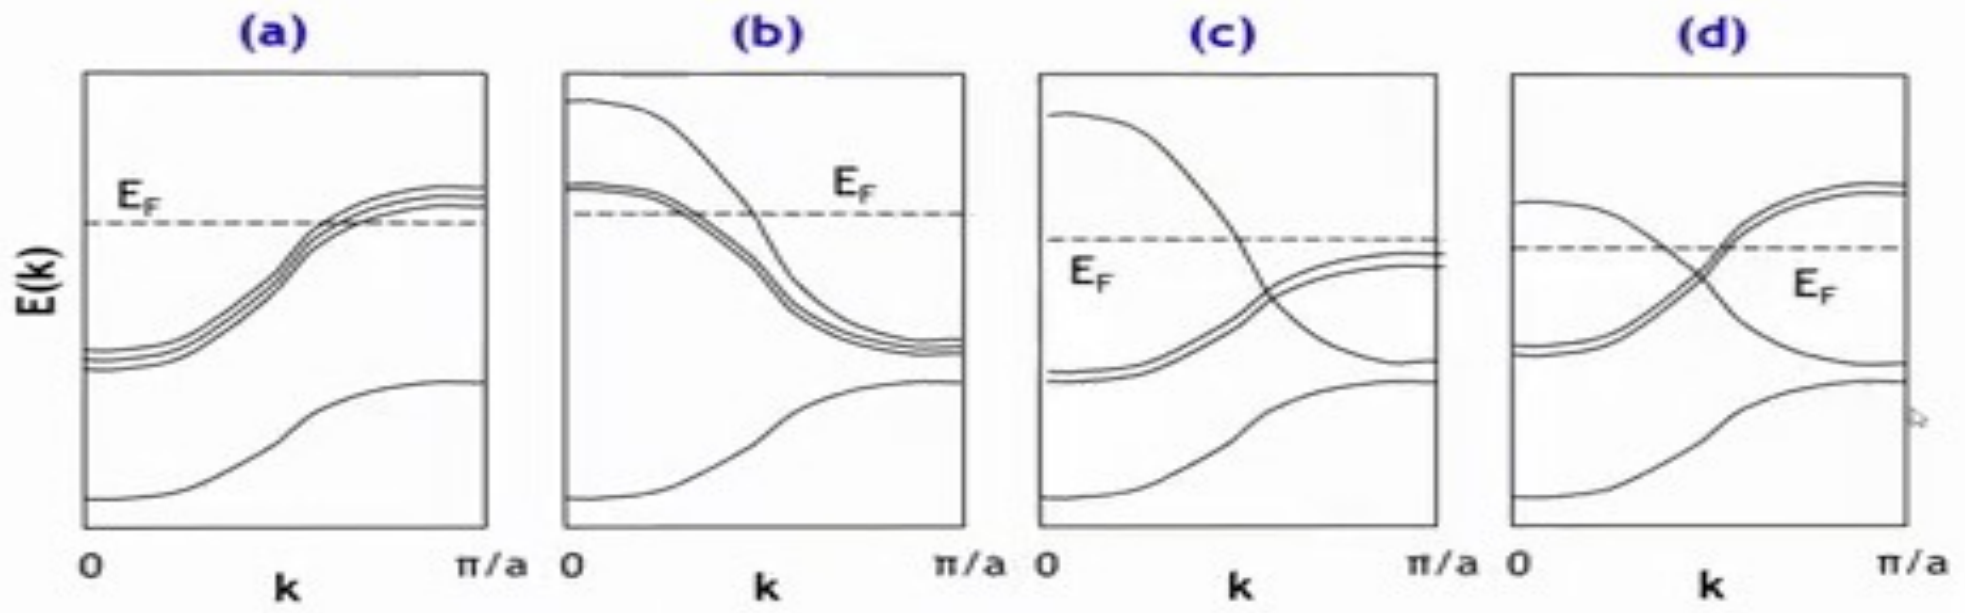 (a) (b) (c) (d)
E_F E_F E_F E_F
E(k)
0 π/a 0 π/a 0 π/a 0 π/a
k k k k